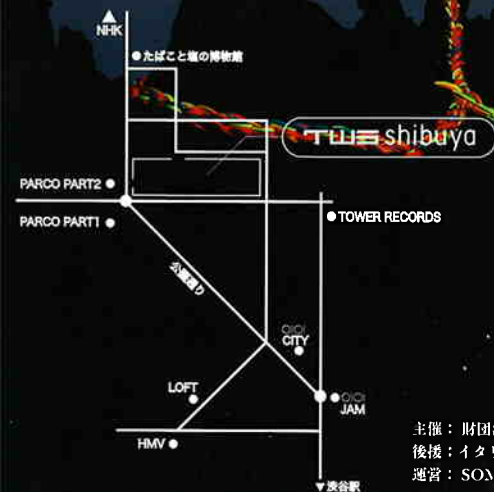 NHK
たばこと塩の博物館
TWS shibuya
PARCO PART2
PARCO PART1
TOWER RECORDS
公園通り
OIOI
CITY
LOFT
OIOI
JAM
HMV
渋谷駅
主催：財団
後援：イタリ
運営：SOM